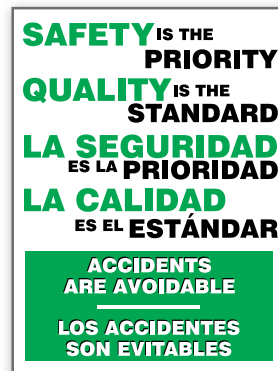 SAFETY IS THE
PRIORITY
QUALITY IS THE
STANDARD
LA SEGURIDAD
ES LA PRIORIDAD
LA CALIDAD
ES EL ESTÁNDAR
ACCIDENTS
ARE AVOIDABLE
LOS ACCIDENTES
SON EVITABLES